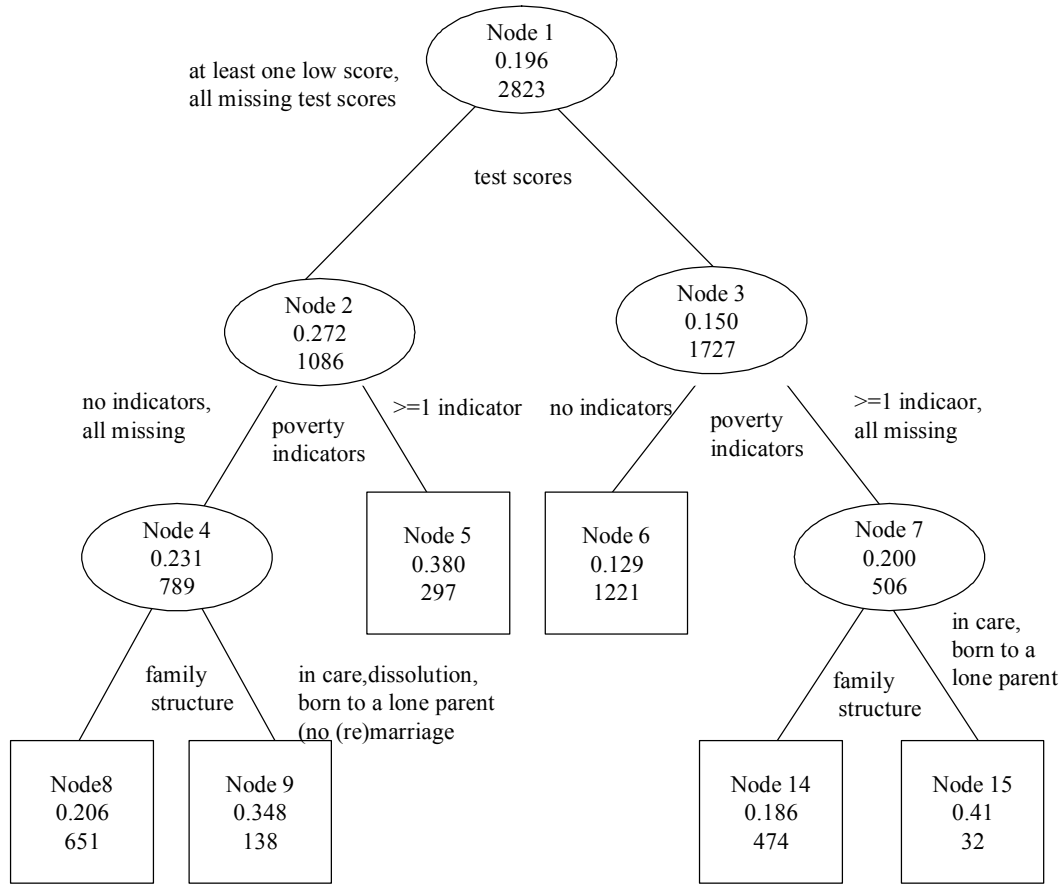 Node 1
0.196
2823
at least one low score,
all missing test scores
test scores
Node 2
0.272
1086
Node 3
0.150
1727
no indicators,
all missing
poverty
indicators
>=1 indicator
no indicators
poverty
indicators
>=1 indicaor,
all missing
Node 4
0.231
789
Node 5
0.380
297
Node 6
0.129
1221
Node 7
0.200
506
family
structure
in care,dissolution,
born to a lone parent
(no (re)marriage
family
structure
in care,
born to a
lone parent
Node8
0.206
651
Node 9
0.348
138
Node 14
0.186
474
Node 15
0.41
32